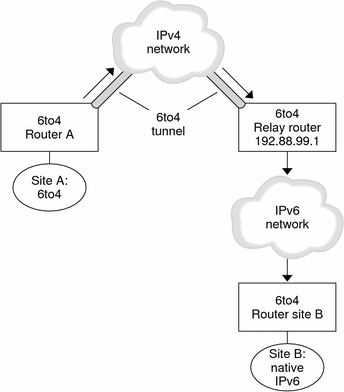 IPv4
network
6to4
Router A
6to4
tunnel
6to4
Relay router
192.88.99.1
Site A:
6to4
IPv6
network
6to4
Router site B
Site B:
native
IPv6